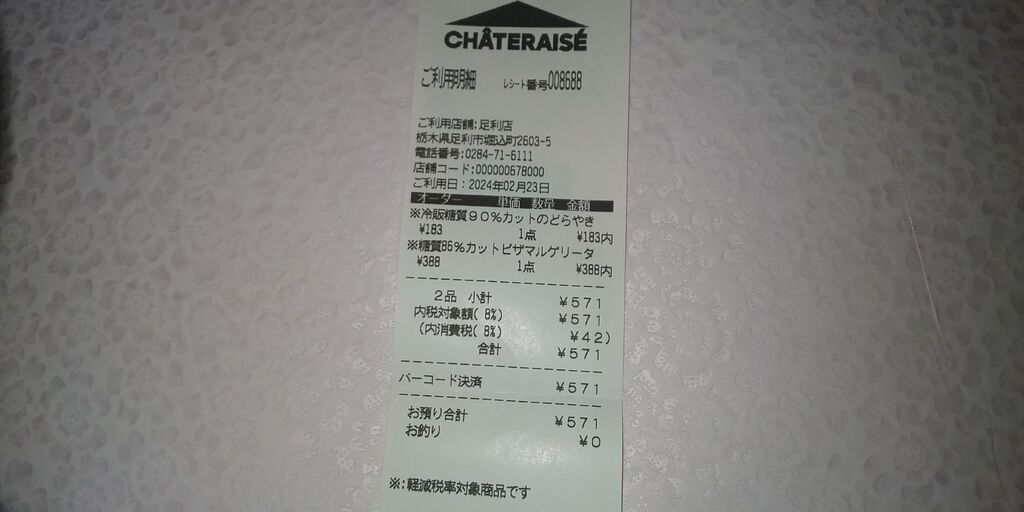 CHÂTERAISÉ
ご利用明細 レシート番号008688
ご利用店舗:足利店
栃木県足利市堀込町2603-5
電話番号:0284-71-6111
店舗コード:000000678000
ご利用日:2024年02月23日
オーダー 単価 数量 金額
※冷販糖質90%カットのどらやき
¥183 1点 ¥183内
※糖質86%カットピザマルゲリータ
¥388 1点 ¥388内
2品 小計 ¥571
内税対象額( 8%) ¥571
(内消費税( 8%) ¥42)
合計 ¥571
バーコード決済 ¥571
お預り合計 ¥571
お釣り ¥0
※:軽減税率対象商品です